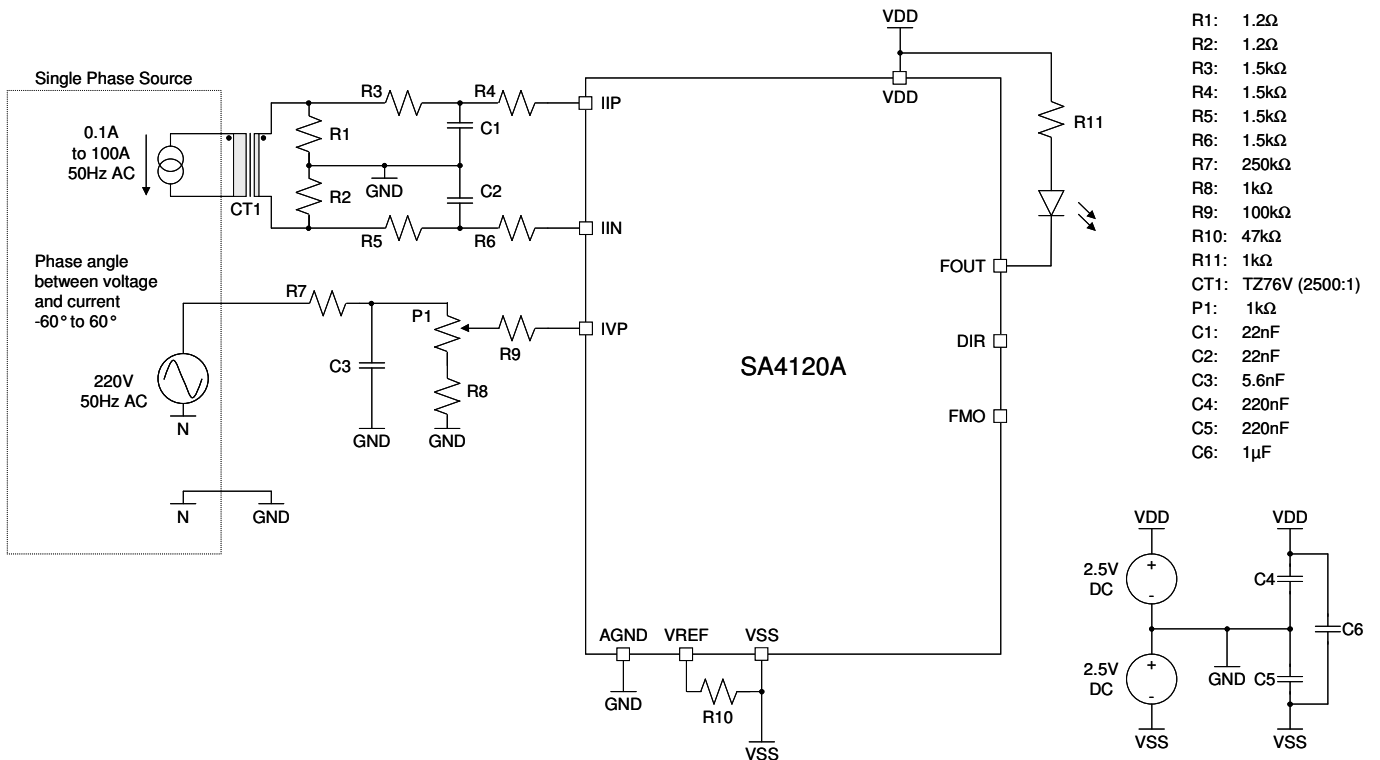 Single Phase Source
0.1A
to 100A
50Hz AC
CT1
Phase angle
between voltage
and current
-60° to 60°
220V
50Hz AC
N
N
GND
R1
R2
R3
R4
C1
GND
C2
R5
R6
R7
P1
C3
R9
R8
GND
GND
IIP
IIN
IVP
SA4120A
VDD
VDD
R11
FOUT
DIR
FMO
AGND
VREF
VSS
GND
R10
VSS
R1: 1.2Ω
R2: 1.2Ω
R3: 1.5kΩ
R4: 1.5kΩ
R5: 1.5kΩ
R6: 1.5kΩ
R7: 250kΩ
R8: 1kΩ
R9: 100kΩ
R10: 47kΩ
R11: 1kΩ
CT1: TZ76V (2500:1)
P1: 1kΩ
C1: 22nF
C2: 22nF
C3: 5.6nF
C4: 220nF
C5: 220nF
C6: 1µF
VDD
VDD
2.5V
DC
+
-
C4
C6
2.5V
DC
+
-
GND
C5
VSS
VSS